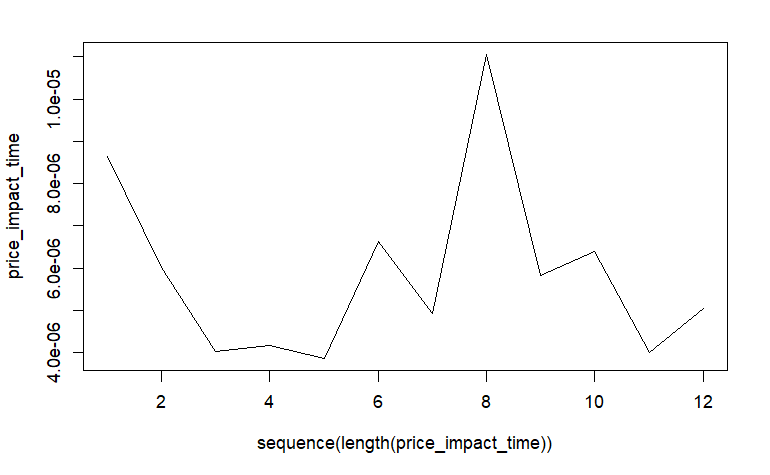 price_impact_time
1.0e-05
8.0e-06
6.0e-06
4.0e-06
2 4 6 8 10 12
sequence(length(price_impact_time))